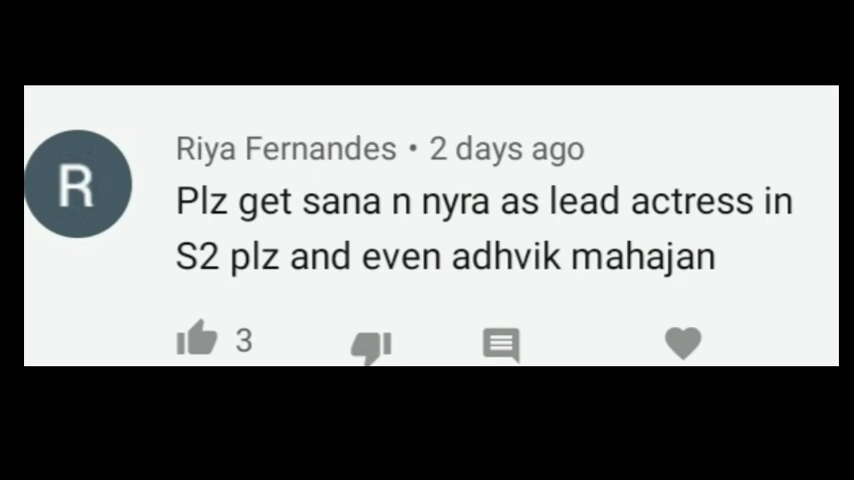 R
Riya Fernandes • 2 days ago
Plz get sana n nyra as lead actress in
S2 plz and even adhvik mahajan
3